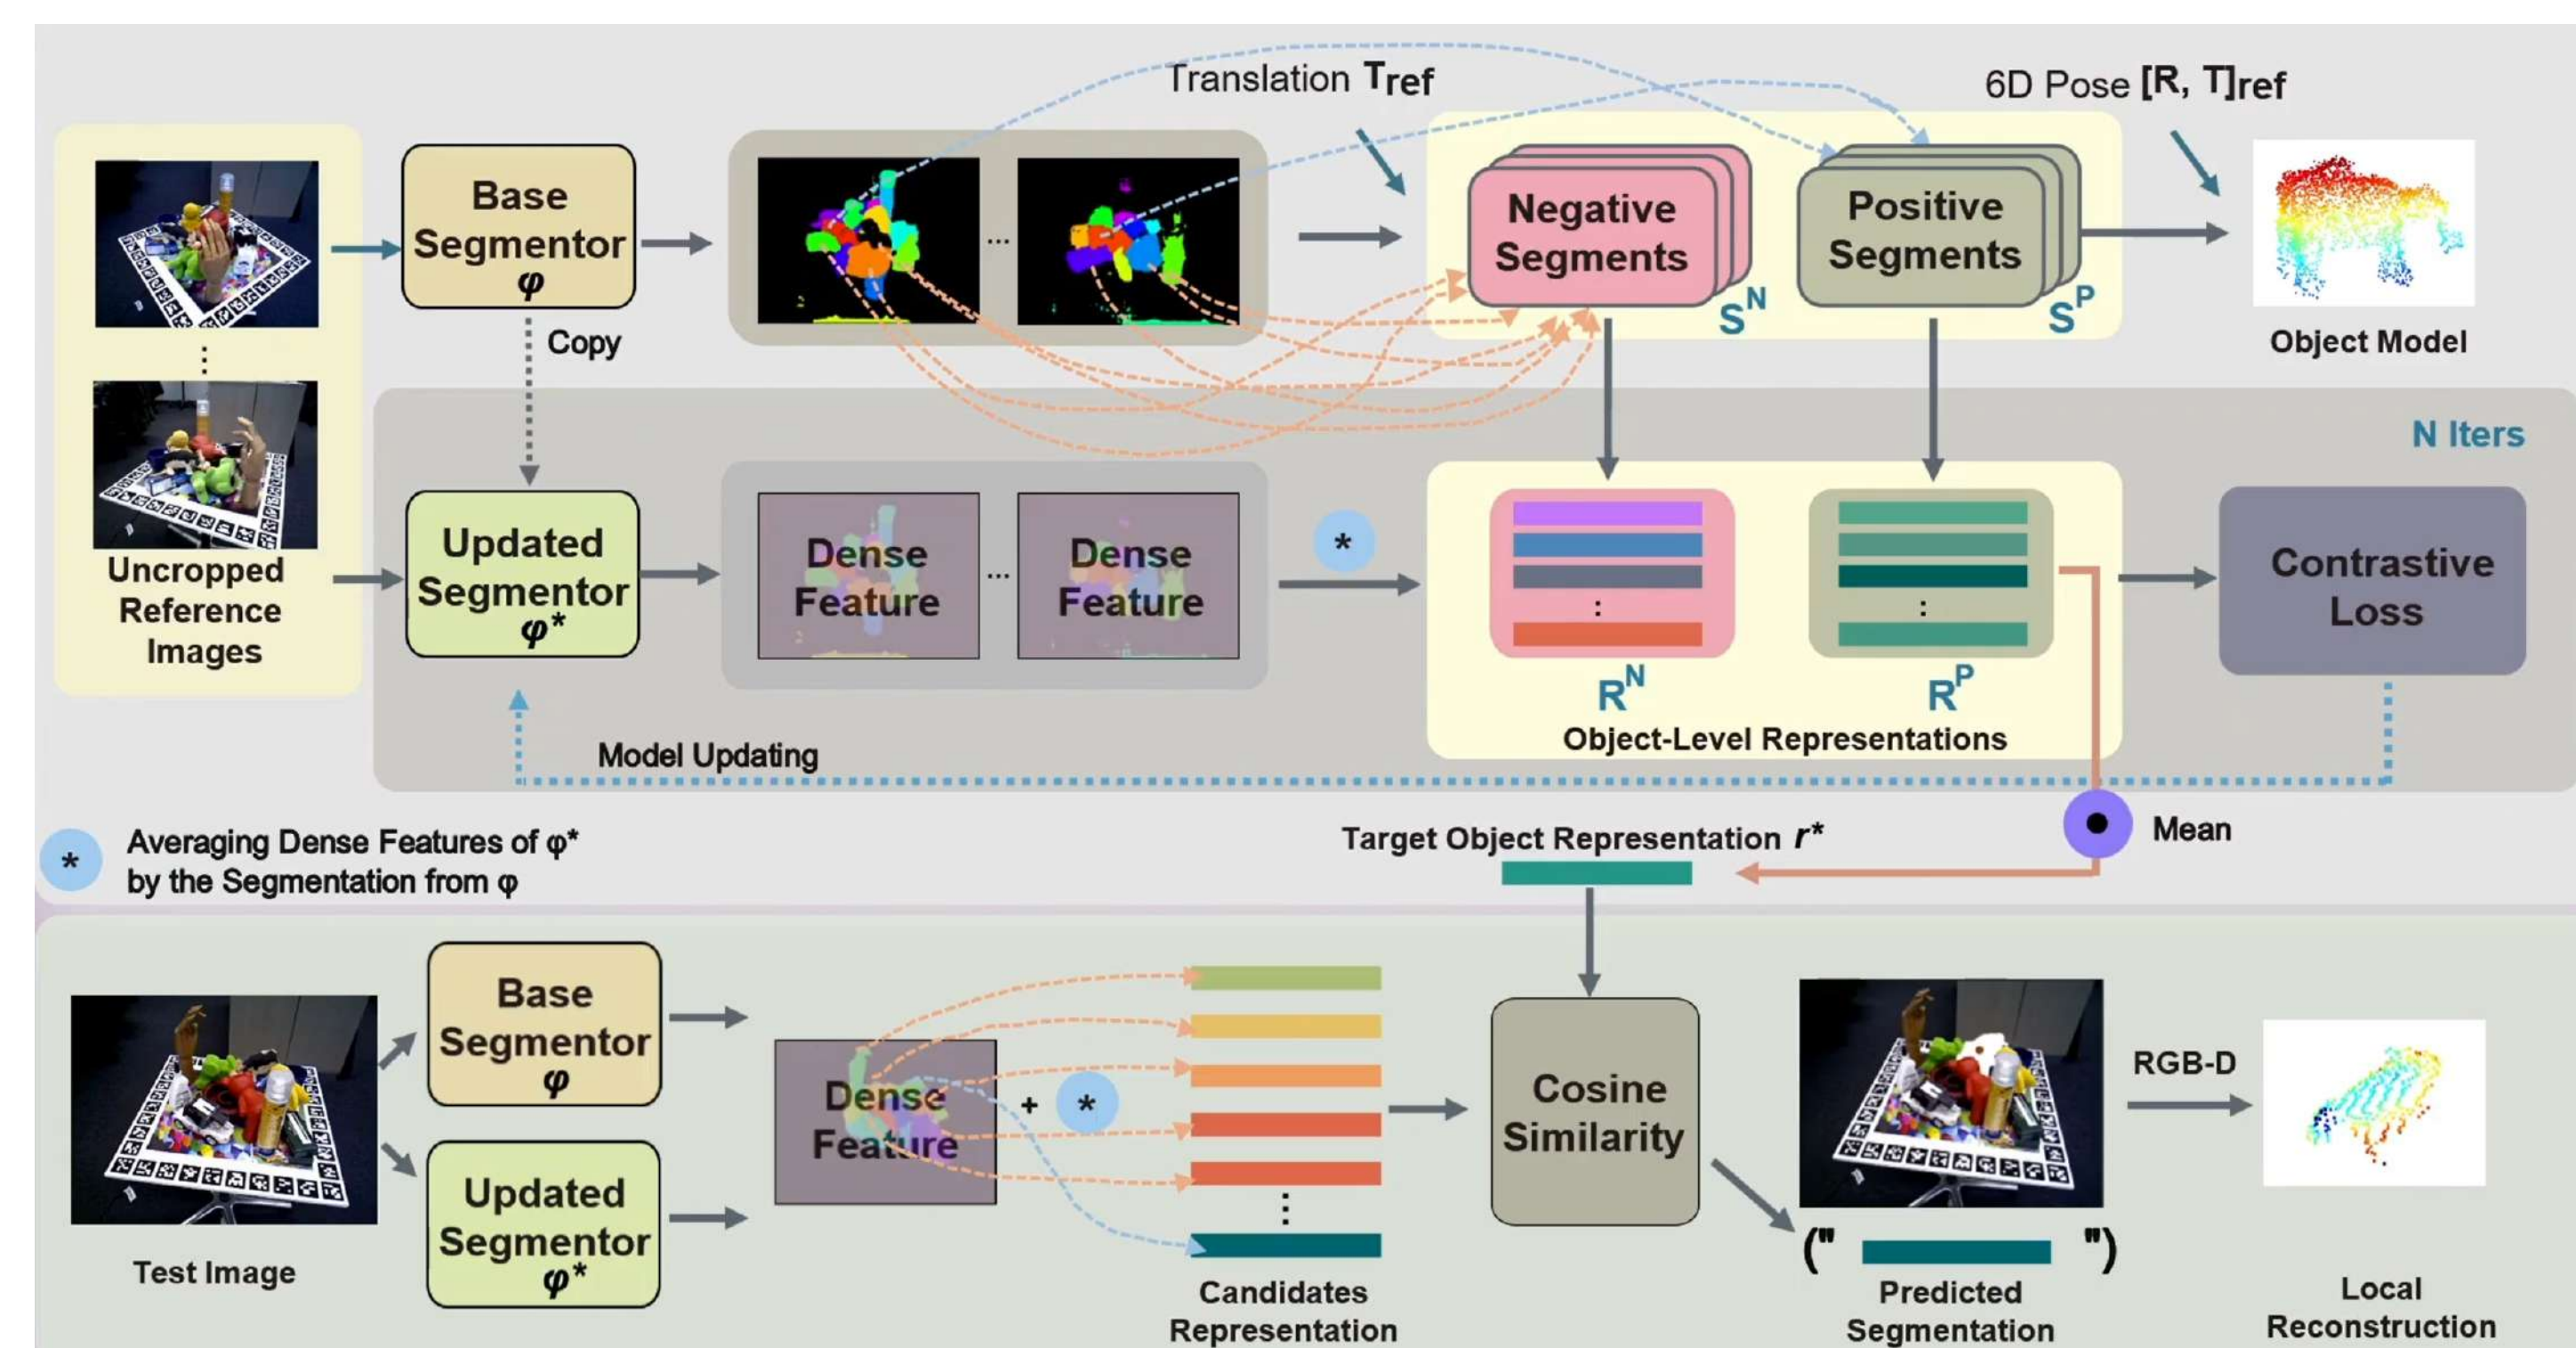 Translation Tref
6D Pose [R, T]ref
Base
Segmentor
φ
...
Negative
Segments
S^N
Positive
Segments
S^P
Object Model
Copy
N Iters
Uncropped
Reference
Images
Updated
Segmentor
φ*
Dense
Feature
...
Dense
Feature
*
:
R^N
:
R^P
Object-Level Representations
Contrastive
Loss
Model Updating
*
Averaging Dense Features of φ*
by the Segmentation from φ
Target Object Representation r*
Mean
Test Image
Base
Segmentor
φ
Updated
Segmentor
φ*
Dense
Feature
+ *
Candidates
Representation
Cosine
Similarity
(" ")
Predicted
Segmentation
RGB-D
Local
Reconstruction